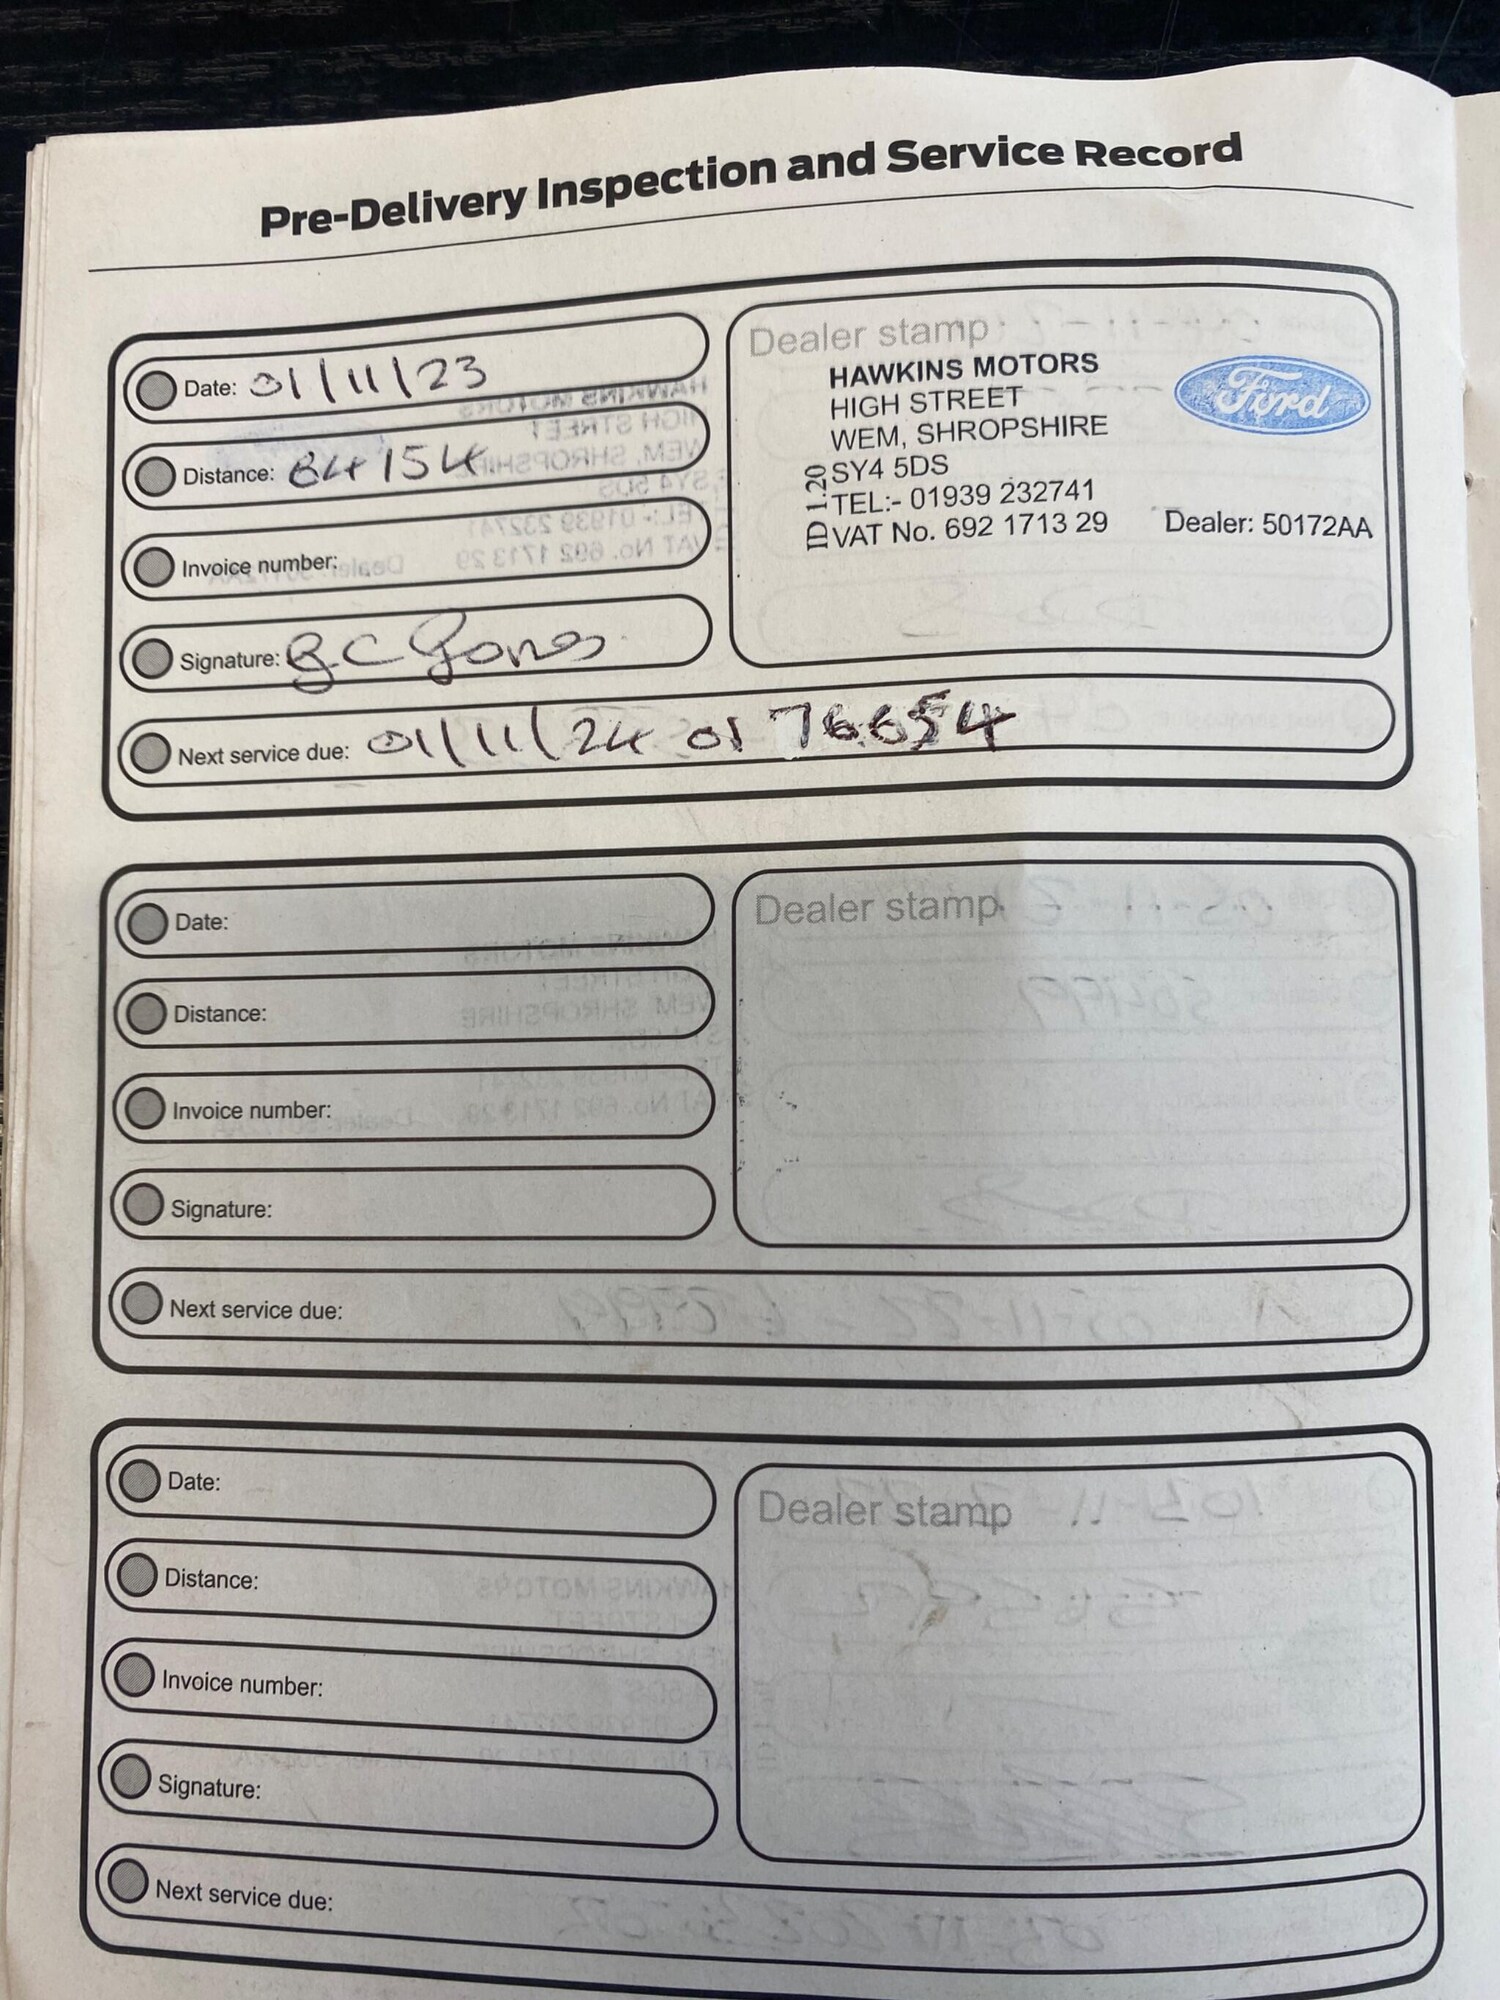 Pre-Delivery Inspection and Service Record
Date: 01/11/23
Distance: 64154
Invoice number:
Signature: G C Jones
Next service due: 01/11/24 or 76654
Dealer stamp
HAWKINS MOTORS
HIGH STREET
WEM, SHROPSHIRE
SY4 5DS
TEL:- 01939 232741
VAT No. 692 1713 29
Dealer: 50172AA
ID 1.20
Ford
Date:
Distance:
Invoice number:
Signature:
Next service due:
Dealer stamp
Date:
Distance:
Invoice number:
Signature:
Next service due:
Dealer stamp